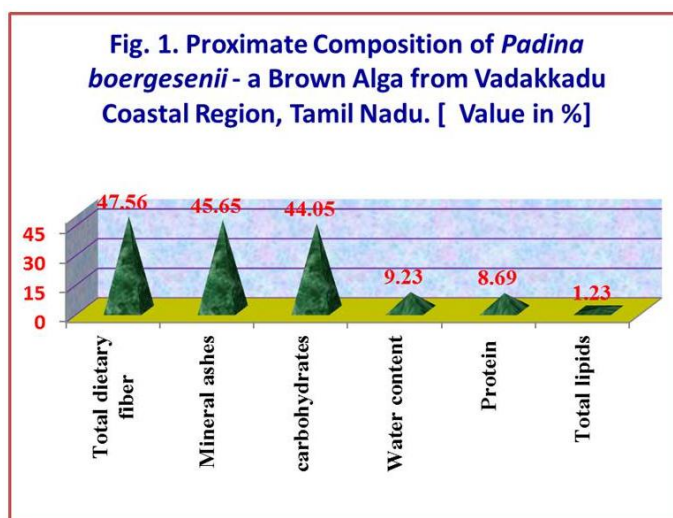 Fig. 1. Proximate Composition of Padina
boergesenii - a Brown Alga from Vadakkadu
Coastal Region, Tamil Nadu. [  Value in %]
47.56
45.65
44.05
9.23
8.69
1.23
45
30
15
0
Total dietary
fiber
Mineral ashes
carbohydrates
Water content
Protein
Total lipids